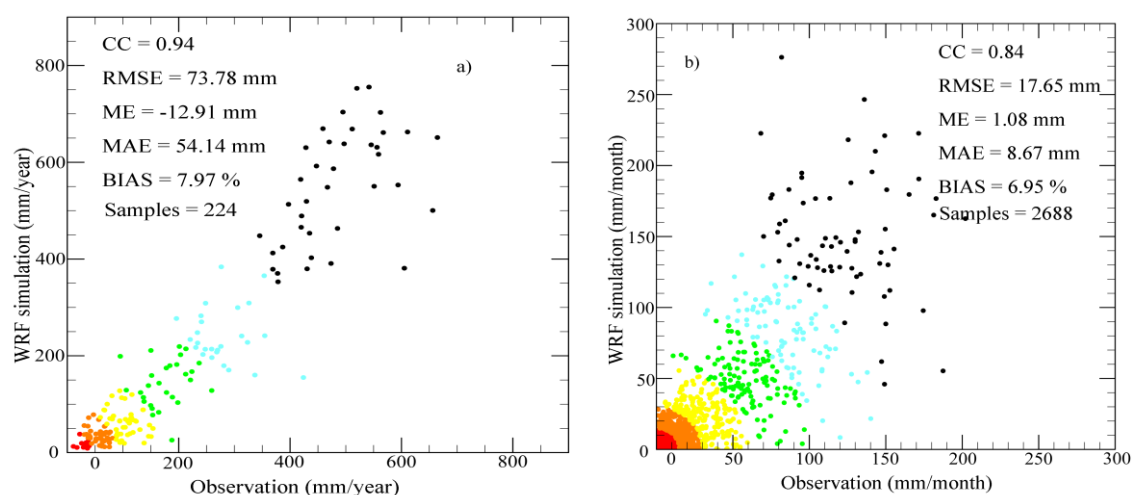 CC = 0.94
RMSE = 73.78 mm
ME = -12.91 mm
MAE = 54.14 mm
BIAS = 7.97 %
Samples = 224
a)
800
600
400
200
0
WRF simulation (mm/year)
0 200 400 600 800
Observation (mm/year)
b)
CC = 0.84
RMSE = 17.65 mm
ME = 1.08 mm
MAE = 8.67 mm
BIAS = 6.95 %
Samples = 2688
300
250
200
150
100
50
0
WRF simulation (mm/month)
0 50 100 150 200 250 300
Observation (mm/month)